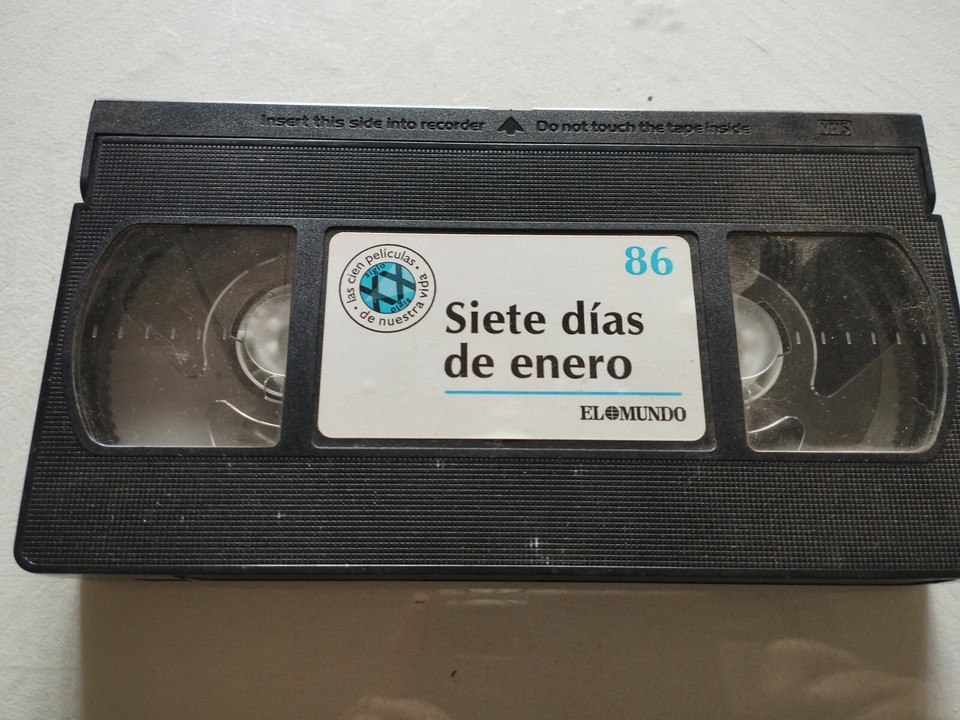 Insert this side into recorder Do not touch the tape inside VHS
· las cien películas ·
de nuestra vida
siglo
XX
siglo
86
Siete días
de enero
EL MUNDO